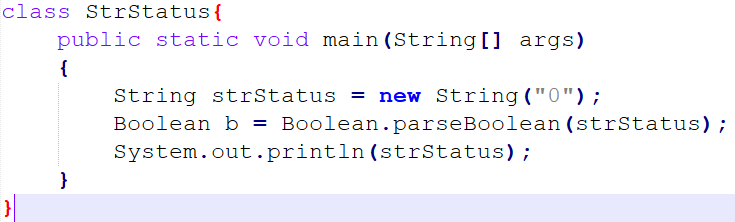 class StrStatus{
public static void main(String[] args)
{
String strStatus = new String("0");
Boolean b = Boolean.parseBoolean(strStatus);
System.out.println(strStatus);
}
}